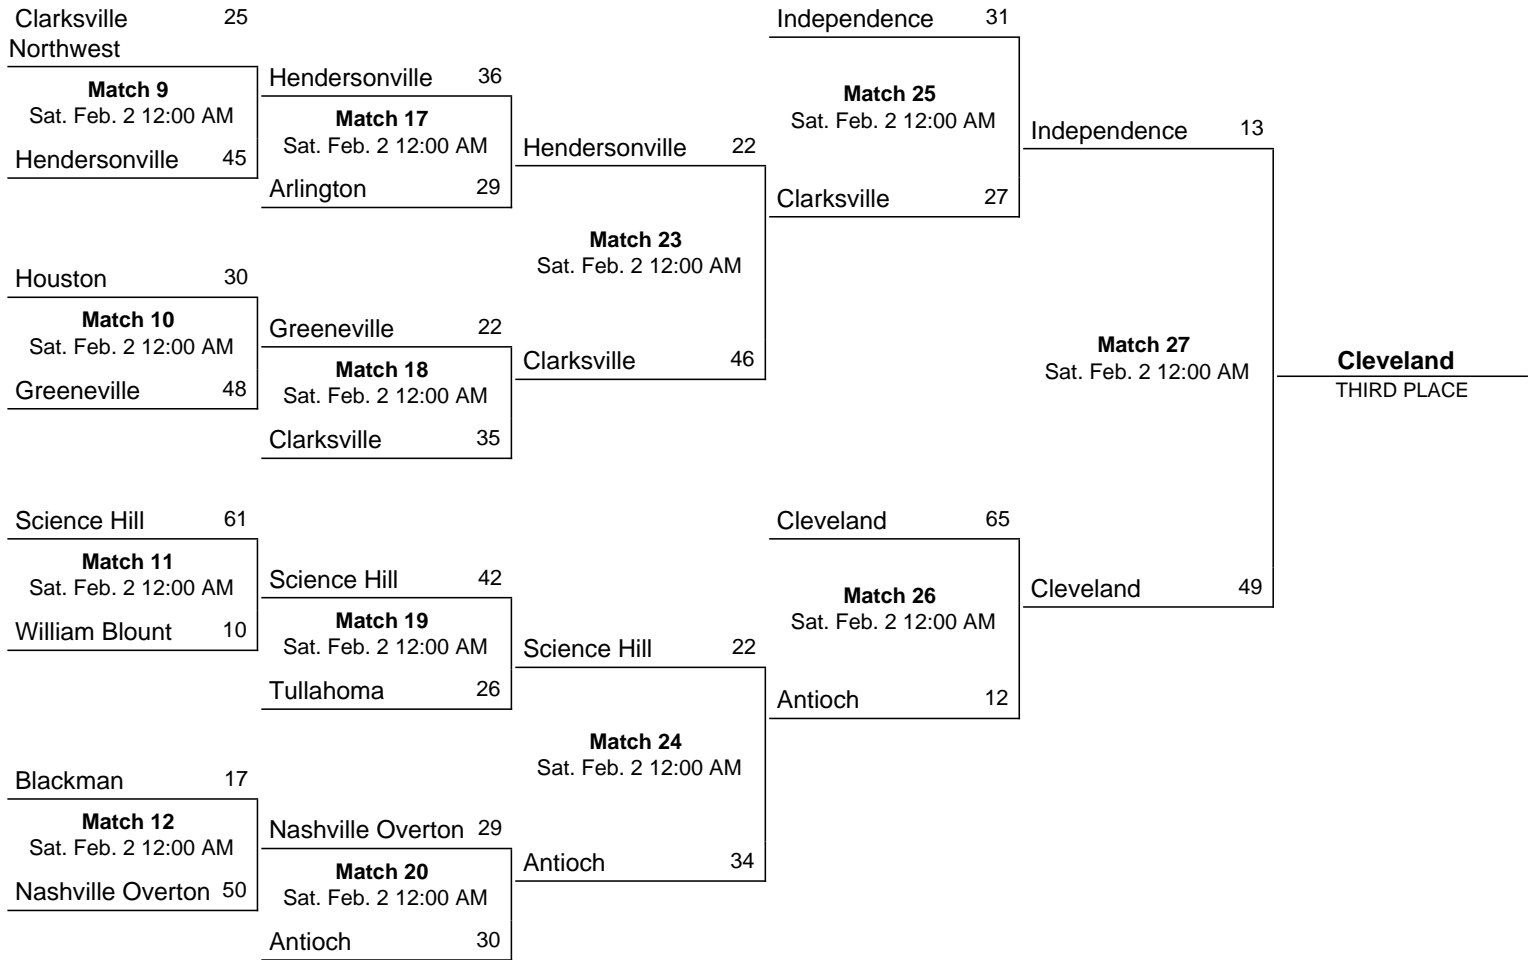 Clarksville 25
Northwest
Match 9
Sat. Feb. 2 12:00 AM
Hendersonville 45
Houston 30
Match 10
Sat. Feb. 2 12:00 AM
Greeneville 48
Science Hill 61
Match 11
Sat. Feb. 2 12:00 AM
William Blount 10
Blackman 17
Match 12
Sat. Feb. 2 12:00 AM
Nashville Overton 50
Hendersonville 36
Match 17
Sat. Feb. 2 12:00 AM
Arlington 29
Greeneville 22
Match 18
Sat. Feb. 2 12:00 AM
Clarksville 35
Science Hill 42
Match 19
Sat. Feb. 2 12:00 AM
Tullahoma 26
Nashville Overton 29
Match 20
Sat. Feb. 2 12:00 AM
Antioch 30
Hendersonville 22
Match 23
Sat. Feb. 2 12:00 AM
Clarksville 46
Science Hill 22
Match 24
Sat. Feb. 2 12:00 AM
Antioch 34
Independence 31
Match 25
Sat. Feb. 2 12:00 AM
Clarksville 27
Cleveland 65
Match 26
Sat. Feb. 2 12:00 AM
Antioch 12
Independence 13
Match 27
Sat. Feb. 2 12:00 AM
Cleveland 49
Cleveland
THIRD PLACE